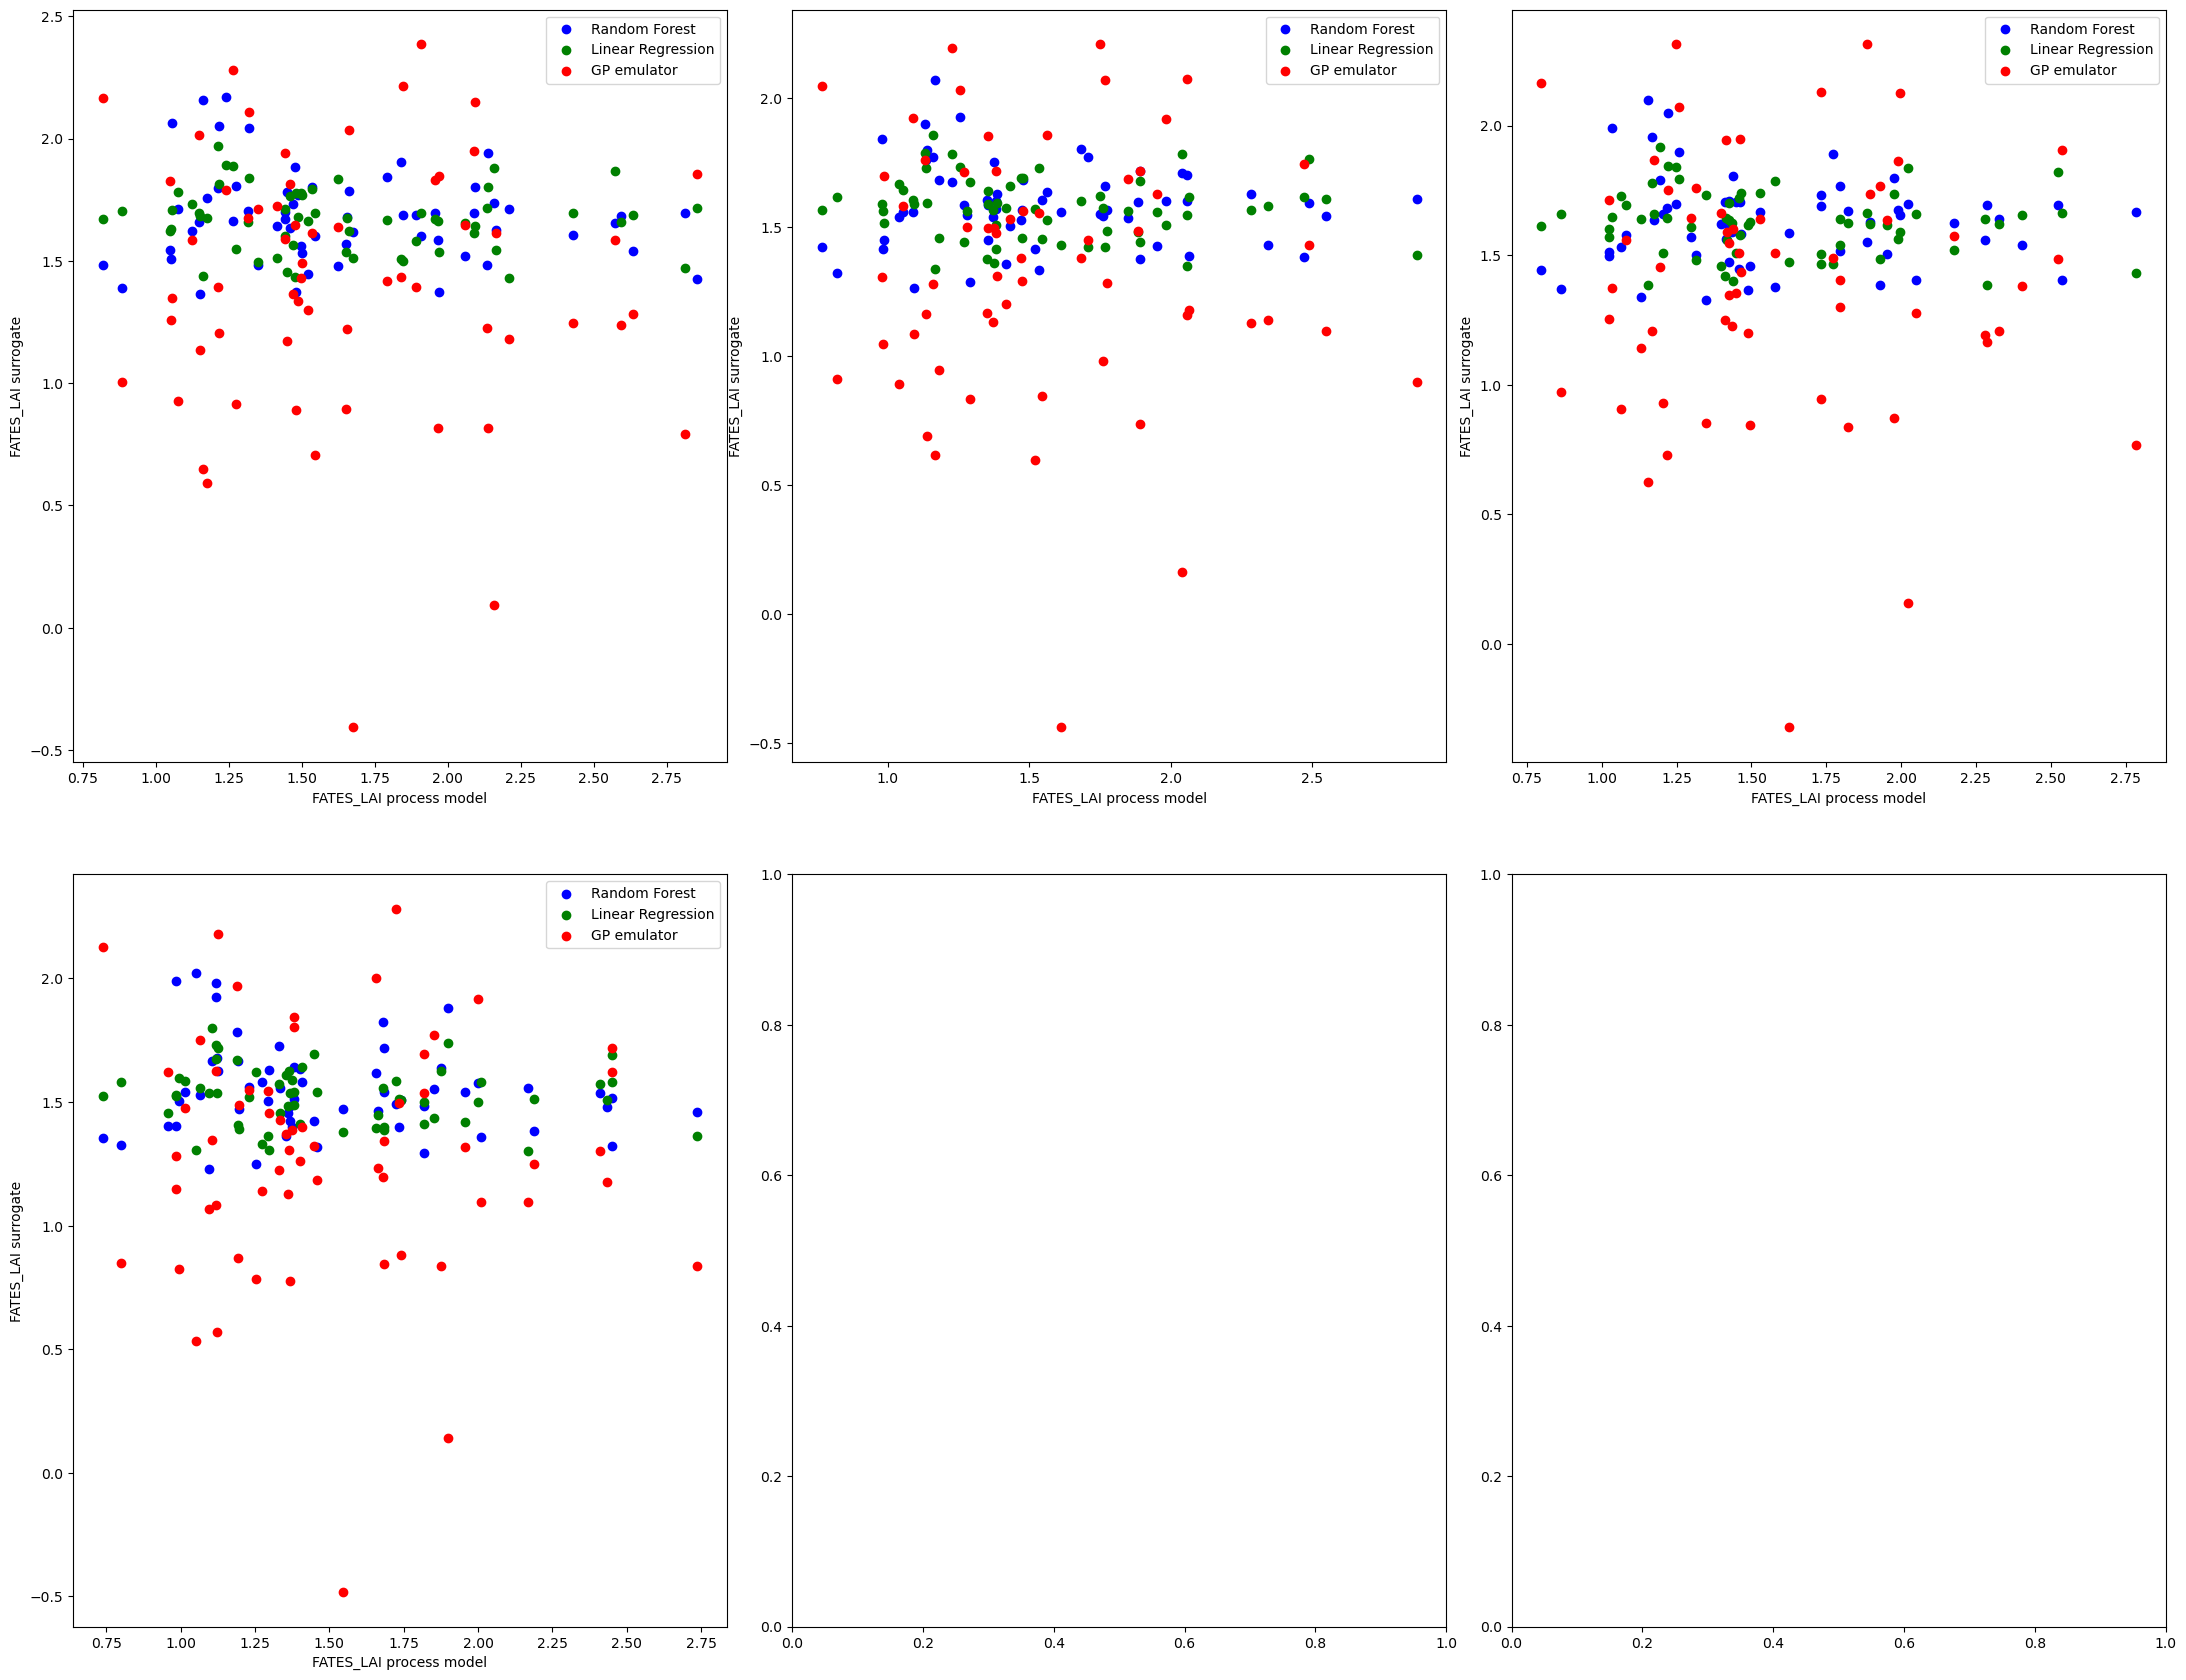 2.5
2.0
1.5
1.0
0.5
0.0
−0.5
FATES_LAI surrogate
Random Forest
Linear Regression
GP emulator
0.75 1.00 1.25 1.50 1.75 2.00 2.25 2.50 2.75
FATES_LAI process model
2.0
1.5
1.0
0.5
0.0
−0.5
FATES_LAI surrogate
Random Forest
Linear Regression
GP emulator
1.0 1.5 2.0 2.5
FATES_LAI process model
2.0
1.5
1.0
0.5
0.0
FATES_LAI surrogate
Random Forest
Linear Regression
GP emulator
0.75 1.00 1.25 1.50 1.75 2.00 2.25 2.50 2.75
FATES_LAI process model
2.0
1.5
1.0
0.5
0.0
−0.5
FATES_LAI surrogate
Random Forest
Linear Regression
GP emulator
0.75 1.00 1.25 1.50 1.75 2.00 2.25 2.50 2.75
FATES_LAI process model
1.0
0.8
0.6
0.4
0.2
0.0
0.0 0.2 0.4 0.6 0.8 1.0
1.0
0.8
0.6
0.4
0.2
0.0
0.0 0.2 0.4 0.6 0.8 1.0